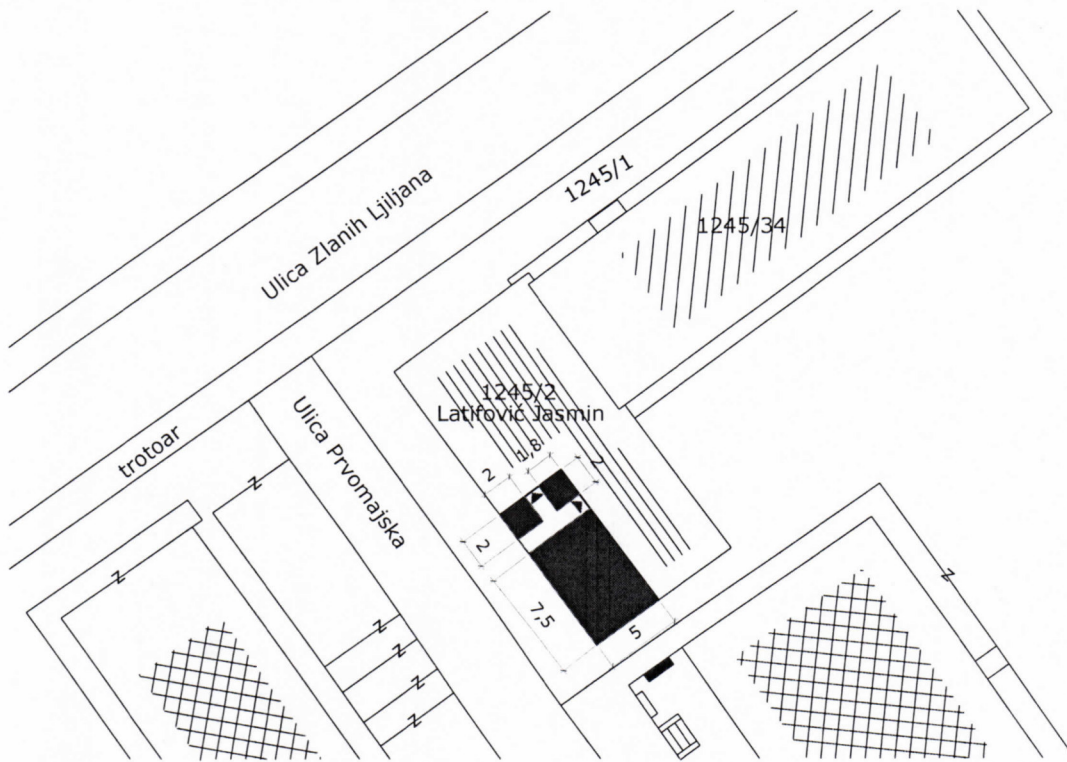 Ulica Zlanih Ljiljana
1245/1
1245/34
1245/2
Latifović Jasmin
trotoar
Ulica Prvomajska
1,8
2
2
2
7,5
5
z
z
z
z
z
z
z